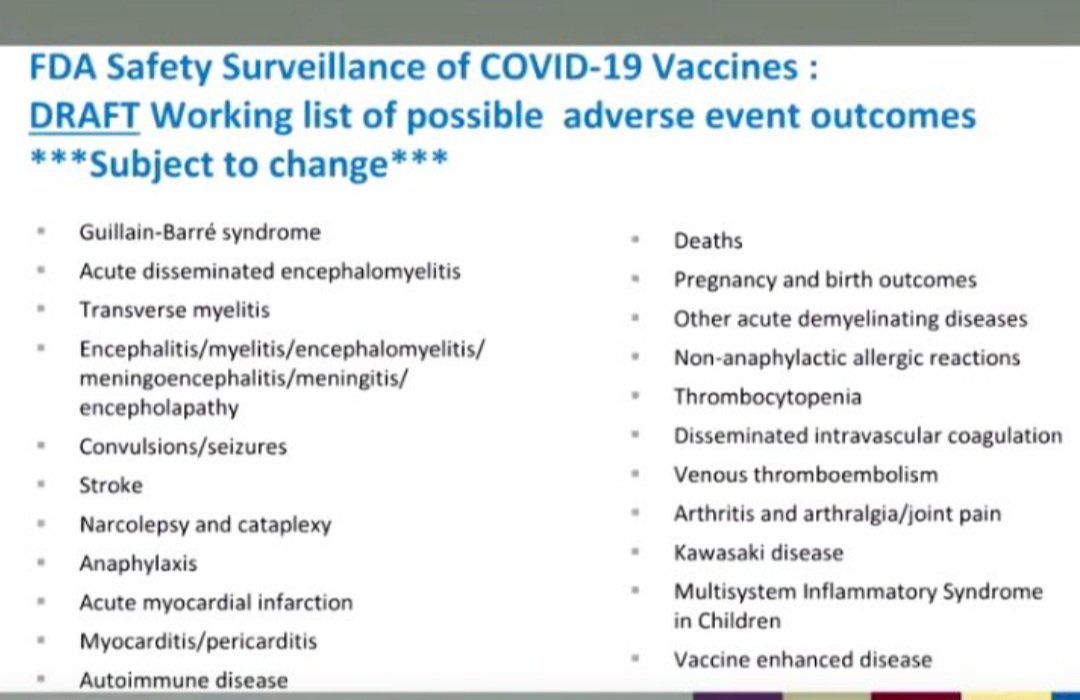 FDA Safety Surveillance of COVID-19 Vaccines :
DRAFT Working list of possible  adverse event outcomes
***Subject to change***
Guillain-Barré syndrome
Acute disseminated encephalomyelitis
Transverse myelitis
Encephalitis/myelitis/encephalomyelitis/
meningoencephalitis/meningitis/
encepholapathy
Convulsions/seizures
Stroke
Narcolepsy and cataplexy
Anaphylaxis
Acute myocardial infarction
Myocarditis/pericarditis
Autoimmune disease
Deaths
Pregnancy and birth outcomes
Other acute demyelinating diseases
Non-anaphylactic allergic reactions
Thrombocytopenia
Disseminated intravascular coagulation
Venous thromboembolism
Arthritis and arthralgia/joint pain
Kawasaki disease
Multisystem Inflammatory Syndrome
in Children
Vaccine enhanced disease